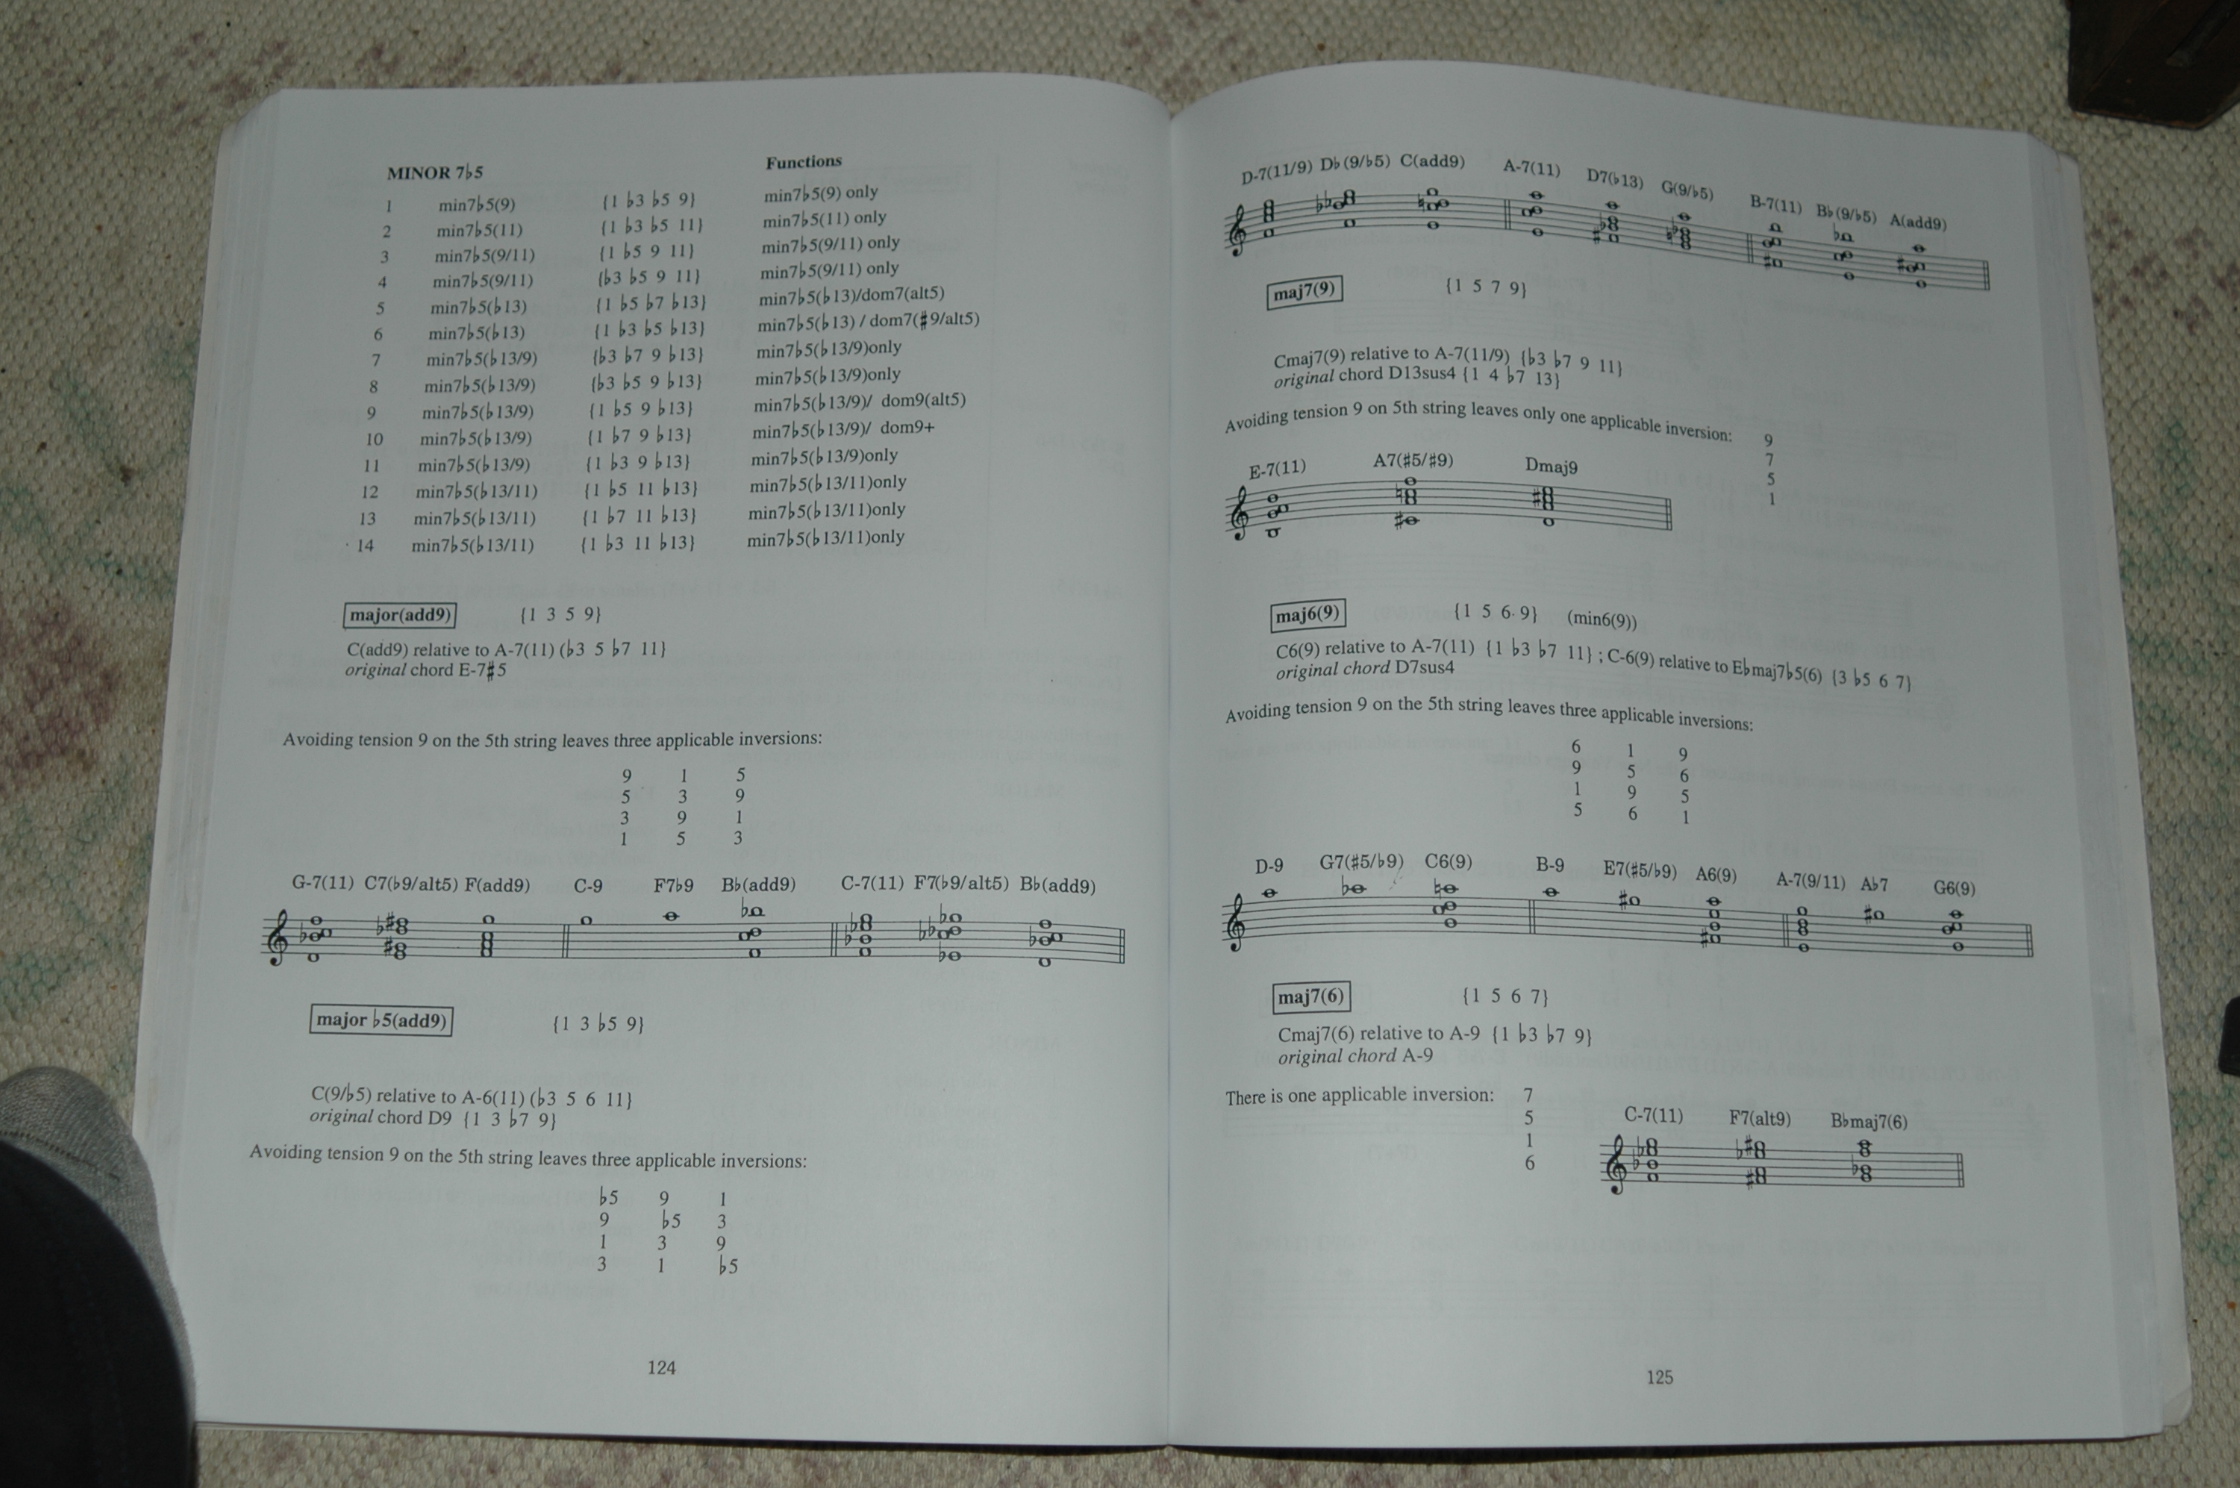 MINOR 7♭5 Functions
1 min7♭5(9) {1 ♭3 ♭5 9} min7♭5(9) only
2 min7♭5(11) {1 ♭3 ♭5 11} min7♭5(11) only
3 min7♭5(9/11) {1 ♭5 9 11} min7♭5(9/11) only
4 min7♭5(9/11) {♭3 ♭5 9 11} min7♭5(9/11) only
5 min7♭5(♭13) {1 ♭5 ♭7 ♭13} min7♭5(♭13)/dom7(alt5)
6 min7♭5(♭13) {1 ♭3 ♭5 ♭13} min7♭5(♭13) / dom7(♯9/alt5)
7 min7♭5(♭13/9) {♭3 ♭7 9 ♭13} min7♭5(♭13/9)only
8 min7♭5(♭13/9) {♭3 ♭5 9 ♭13} min7♭5(♭13/9)only
9 min7♭5(♭13/9) {1 ♭5 9 ♭13} min7♭5(♭13/9)/ dom9(alt5)
10 min7♭5(♭13/9) {1 ♭7 9 ♭13} min7♭5(♭13/9)/ dom9+
11 min7♭5(♭13/9) {1 ♭3 9 ♭13} min7♭5(♭13/9)only
12 min7♭5(♭13/11) {1 ♭5 11 ♭13} min7♭5(♭13/11)only
13 min7♭5(♭13/11) {1 ♭7 11 ♭13} min7♭5(♭13/11)only
14 min7♭5(♭13/11) {1 ♭3 11 ♭13} min7♭5(♭13/11)only
major(add9) {1 3 5 9}
C(add9) relative to A-7(11) (♭3 5 ♭7 11}
original chord E-7♯5
Avoiding tension 9 on the 5th string leaves three applicable inversions:
9 1 5
5 3 9
3 9 1
1 5 3
G-7(11) C7(♭9/alt5) F(add9) C-9 F7♭9 B♭(add9) C-7(11) F7(♭9/alt5) B♭(add9)
major ♭5(add9) {1 3 ♭5 9}
C(9/♭5) relative to A-6(11) (♭3 5 6 11}
original chord D9 {1 3 ♭7 9}
Avoiding tension 9 on the 5th string leaves three applicable inversions:
♭5 9 1
9 ♭5 3
1 3 9
3 1 ♭5
124
D-7(11/9) D♭(9/♭5) C(add9) A-7(11) D7(♭13) G(9/♭5) B-7(11) B♭(9/♭5) A(add9)
maj7(9) {1 5 7 9}
Cmaj7(9) relative to A-7(11/9) {♭3 ♭7 9 11}
original chord D13sus4 {1 4 ♭7 13}
Avoiding tension 9 on 5th string leaves only one applicable inversion: 9
7
5
1
E-7(11) A7(♯5/♯9) Dmaj9
maj6(9) {1 5 6 9} (min6(9))
C6(9) relative to A-7(11) {1 ♭3 ♭7 11} ; C-6(9) relative to E♭maj7♭5(6) {3 ♭5 6 7}
original chord D7sus4
Avoiding tension 9 on the 5th string leaves three applicable inversions:
6 1 9
9 5 6
1 9 5
5 6 1
D-9 G7(♯5/♭9) C6(9) B-9 E7(♯5/♭9) A6(9) A-7(9/11) A♭7 G6(9)
maj7(6) {1 5 6 7}
Cmaj7(6) relative to A-9 {1 ♭3 ♭7 9}
original chord A-9
There is one applicable inversion: 7
5
1
6
C-7(11) F7(alt9) B♭maj7(6)
125